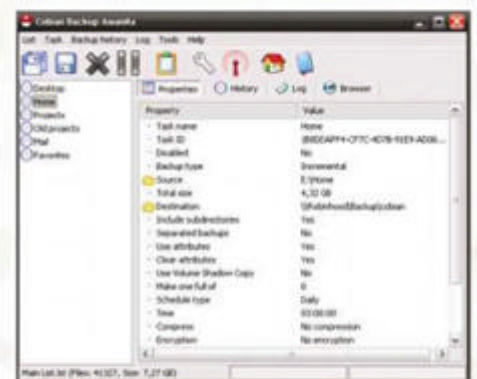 Cobian Backup Amanita
List Task Backup history Log Tools Help
Desktop
Home
Projects
Old projects
Mail
Favorites
Properties History Log Browser
Property Value
Task name Home
Task ID
Disabled No
Backup type Incremental
Source E:\Home
Total size 4,32 GB
Destination
Include subdirectories Yes
Separated backups No
Use attributes Yes
Clear attributes Yes
Use Volume Shadow Copy No
Make one full of 0
Schedule type Daily
Time 03:00:00
Compress No compression
Encryption No encryption
Main List.lst (Files: 41327, Size: 7,27 GB)